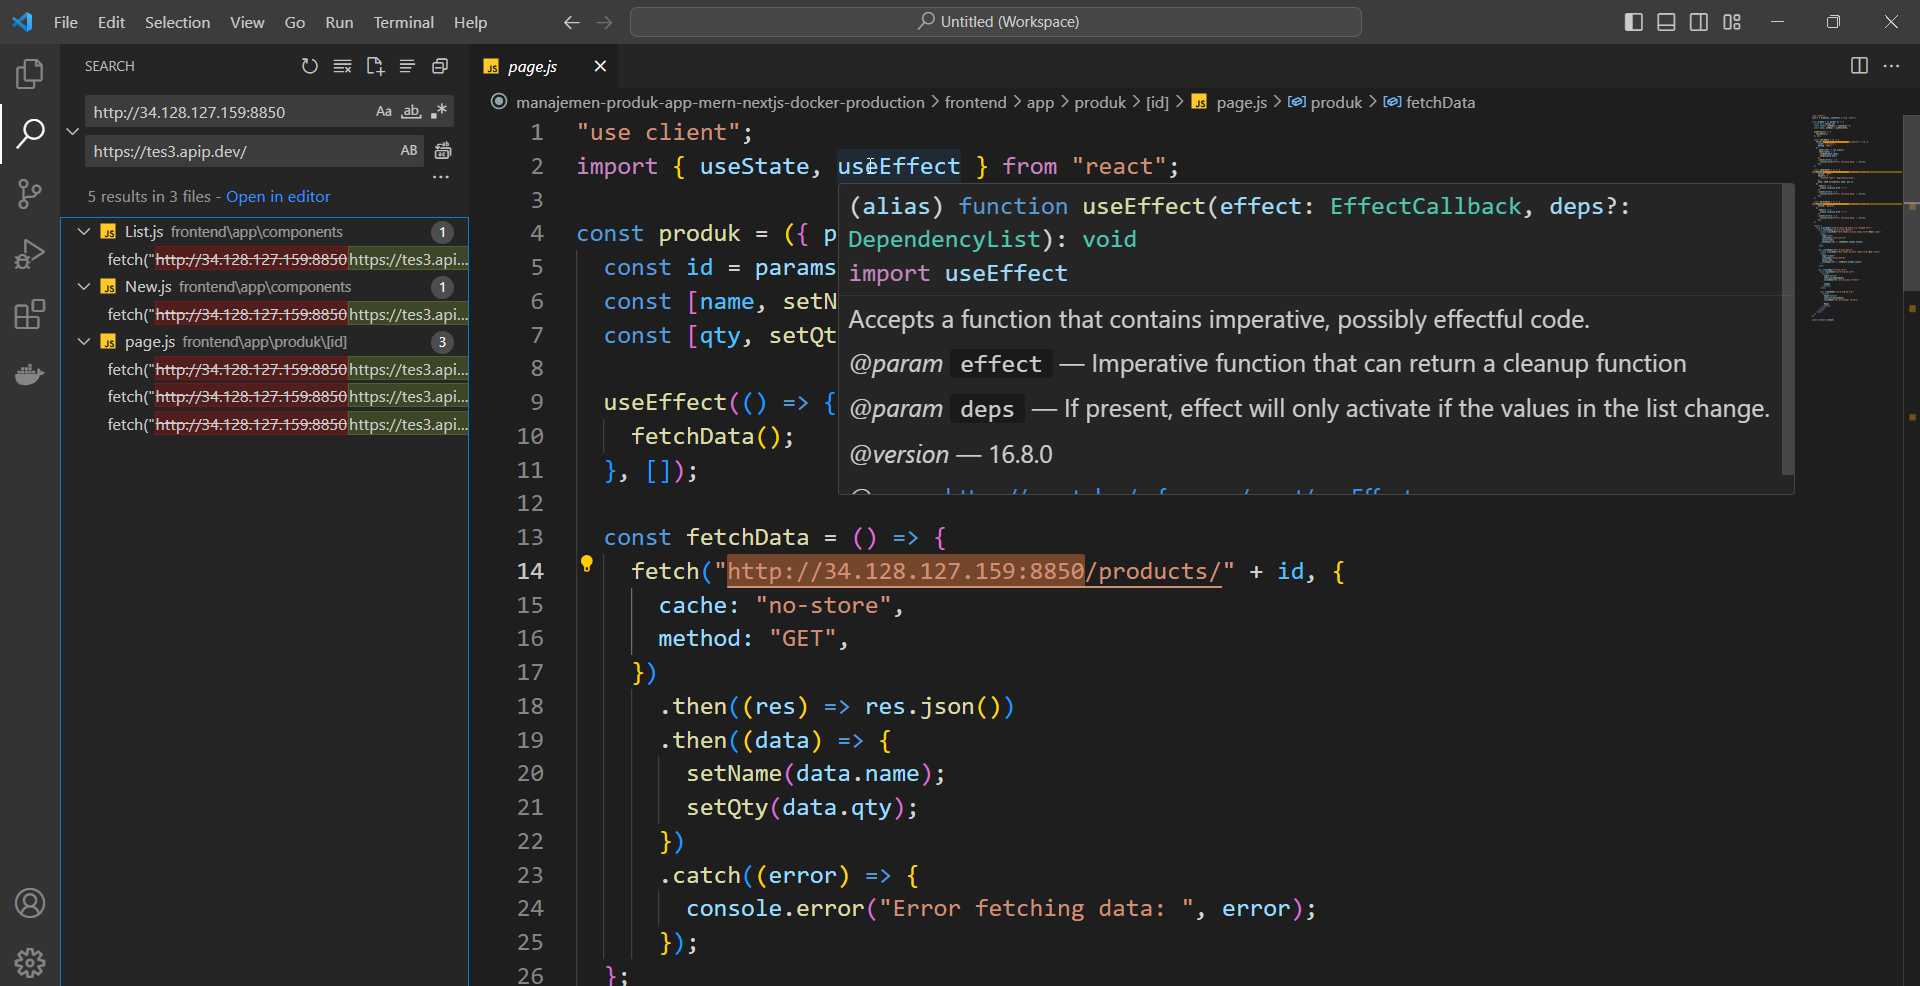 File Edit Selection View Go Run Terminal Help
Untitled (Workspace)
SEARCH
http://34.128.127.159:8850
Aa ab
https://tes3.apip.dev/
AB
5 results in 3 files - Open in editor
List.js frontend\app\components 1
fetch("http://34.128.127.159:8850https://tes3.api...
New.js frontend\app\components 1
fetch("http://34.128.127.159:8850https://tes3.api...
page.js frontend\app\produk\[id] 3
fetch("http://34.128.127.159:8850https://tes3.api...
fetch("http://34.128.127.159:8850https://tes3.api...
fetch("http://34.128.127.159:8850https://tes3.api...
JS page.js
manajemen-produk-app-mern-nextjs-docker-production > frontend > app > produk > [id] > JS page.js > produk > fetchData
1 "use client";
2 import { useState, useEffect } from "react";
3
4 const produk = ({ p
5 const id = params
6 const [name, setN
7 const [qty, setQt
8
9 useEffect(() => {
10 fetchData();
11 }, []);
12
13 const fetchData = () => {
14 fetch("http://34.128.127.159:8850/products/" + id, {
15 cache: "no-store",
16 method: "GET",
17 })
18 .then((res) => res.json())
19 .then((data) => {
20 setName(data.name);
21 setQty(data.qty);
22 })
23 .catch((error) => {
24 console.error("Error fetching data: ", error);
25 });
26 };
(alias) function useEffect(effect: EffectCallback, deps?:
DependencyList): void
import useEffect
Accepts a function that contains imperative, possibly effectful code.
@param effect — Imperative function that can return a cleanup function
@param deps — If present, effect will only activate if the values in the list change.
@version — 16.8.0